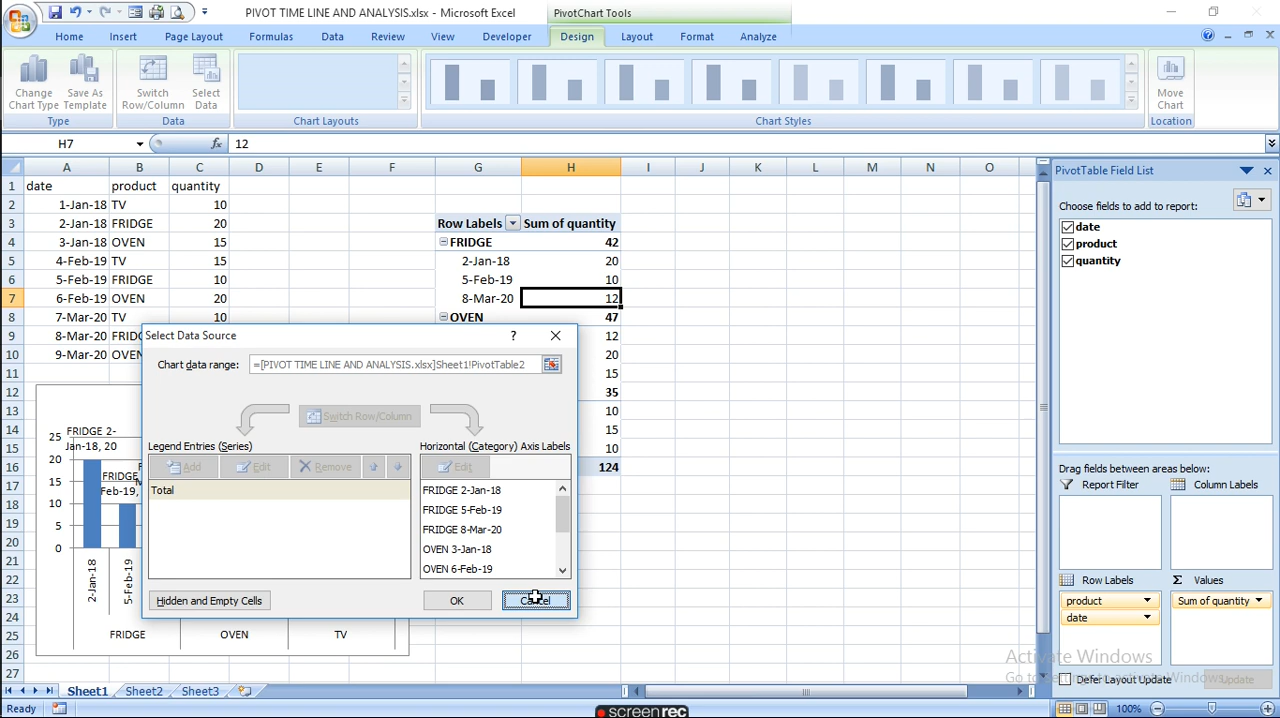 PIVOT TIME LINE AND ANALYSIS.xlsx - Microsoft Excel
PivotChart Tools
Home Insert Page Layout Formulas Data Review View Developer Design Layout Format Analyze
Change Chart Type
Save As Template
Switch Row/Column
Select Data
Move Chart
Type Data Chart Layouts Chart Styles Location
H7 fx 12
A B C D E F G H I J K L M N O
1 date product quantity
2 1-Jan-18 TV 10
3 2-Jan-18 FRIDGE 20 Row Labels Sum of quantity
4 3-Jan-18 OVEN 15 FRIDGE 42
5 4-Feb-19 TV 15 2-Jan-18 20
6 5-Feb-19 FRIDGE 10 5-Feb-19 10
7 6-Feb-19 OVEN 20 8-Mar-20 12
8 7-Mar-20 TV 10 OVEN 47
9 8-Mar-20 12
10 9-Mar-20 20
11 15
12 35
13 10
14 15
15 10
16 124
17
18
19
20
21
22
23
24
25
26
27
Select Data Source ?
Chart data range: =[PIVOT TIME LINE AND ANALYSIS.xlsx]Sheet1!PivotTable2
Switch Row/Column
Legend Entries (Series)
Add Edit Remove
Total
Horizontal (Category) Axis Labels
Edit
FRIDGE 2-Jan-18
FRIDGE 5-Feb-19
FRIDGE 8-Mar-20
OVEN 3-Jan-18
OVEN 6-Feb-19
Hidden and Empty Cells OK
FRIDGE 2-
Jan-18, 20
FRIDGE
Feb-19,
25
20
15
10
5
0
2-Jan-18
5-Feb-19
FRIDGE OVEN TV
PivotTable Field List
Choose fields to add to report:
date
product
quantity
Drag fields between areas below:
Report Filter Column Labels
Row Labels Σ Values
product Sum of quantity
date
Defer Layout Update Update
Activate Windows
Sheet1 Sheet2 Sheet3
Ready 100%
screenrec